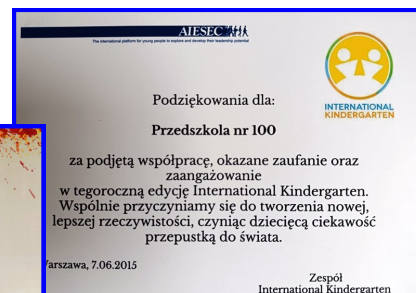 AIESEC
The international platform for young people to explore and develop their leadership potential
INTERNATIONAL
KINDERGARTEN
Podziękowania dla:
Przedszkola nr 100
za podjętą współpracę, okazane zaufanie oraz
zaangażowanie
w tegoroczną edycję International Kindergarten.
Wspólnie przyczyniamy się do tworzenia nowej,
lepszej rzeczywistości, czyniąc dziecięcą ciekawość
przepustką do świata.
arszawa, 7.06.2015
Zespół
International Kindergarten